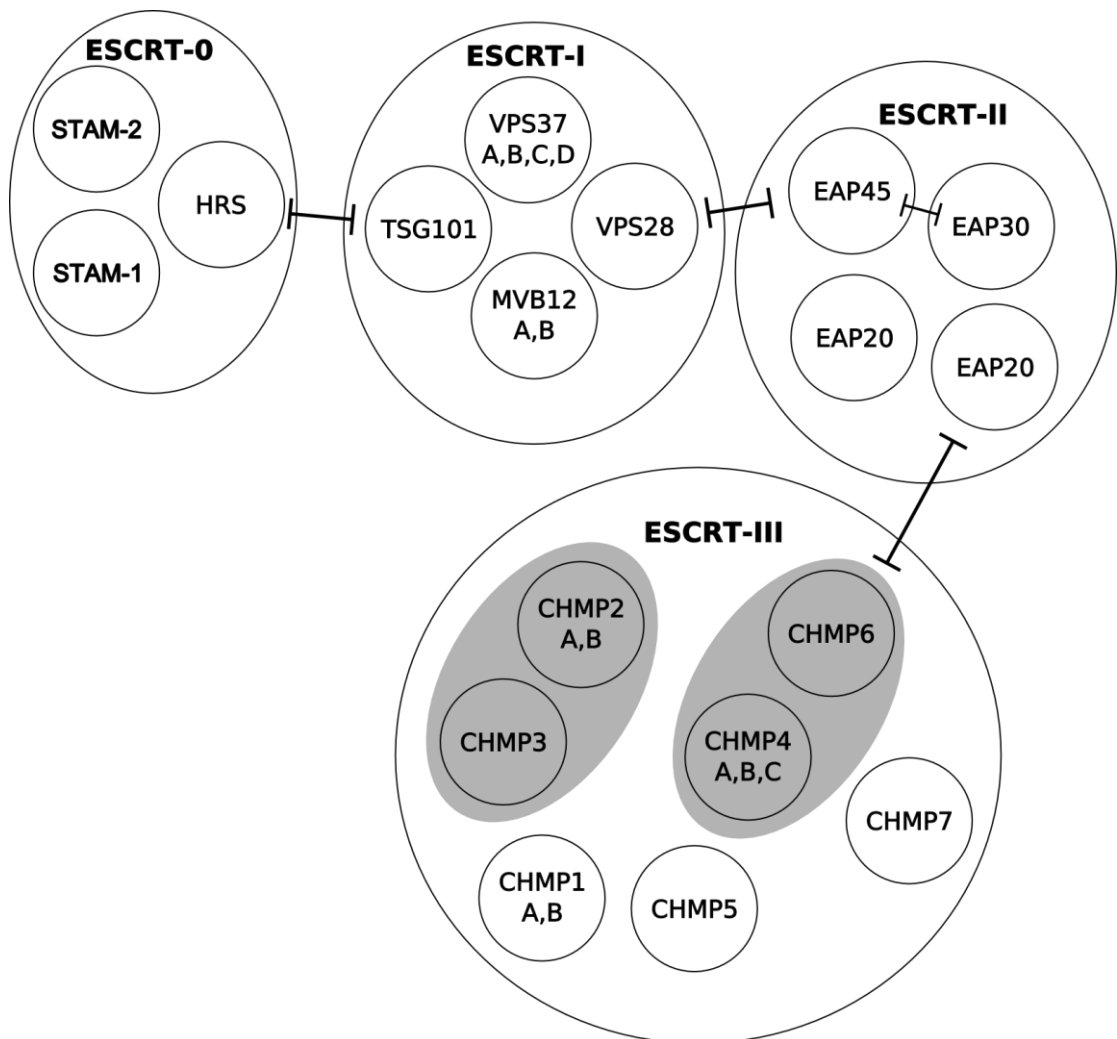 ESCRT-0
STAM-2
HRS
STAM-1
ESCRT-I
VPS37
A,B,C,D
TSG101
VPS28
MVB12
A,B
ESCRT-II
EAP45
EAP30
EAP20
EAP20
ESCRT-III
CHMP2
A,B
CHMP6
CHMP3
CHMP4
A,B,C
CHMP7
CHMP1
A,B
CHMP5